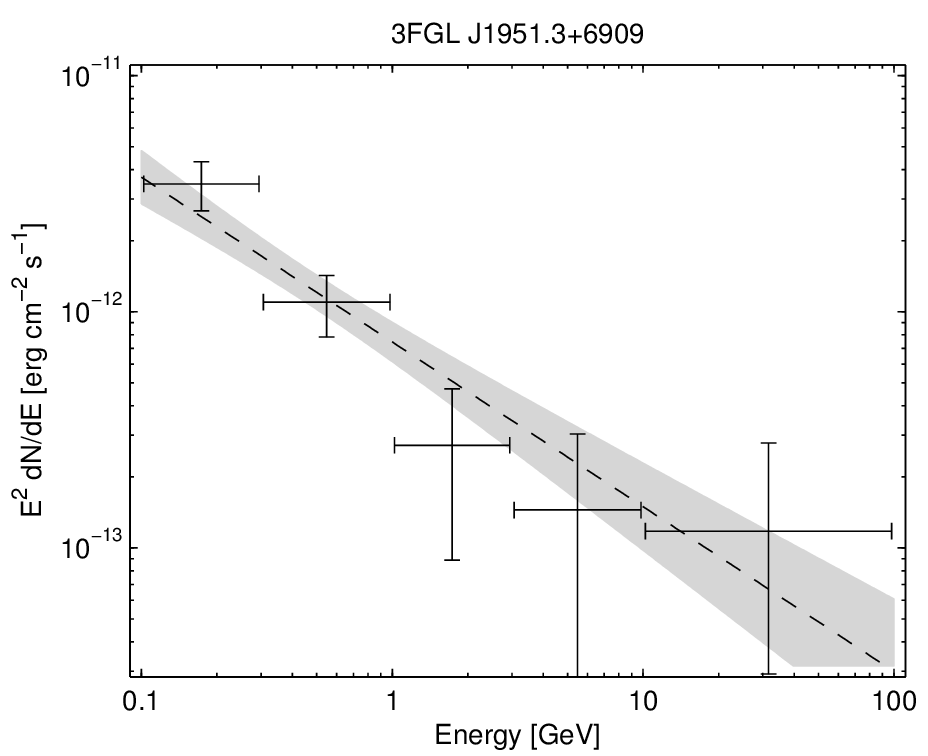 3FGL J1951.3+6909
10⁻¹¹
10⁻¹²
10⁻¹³
E² dN/dE [erg cm⁻² s⁻¹]
0.1 1 10 100
Energy [GeV]